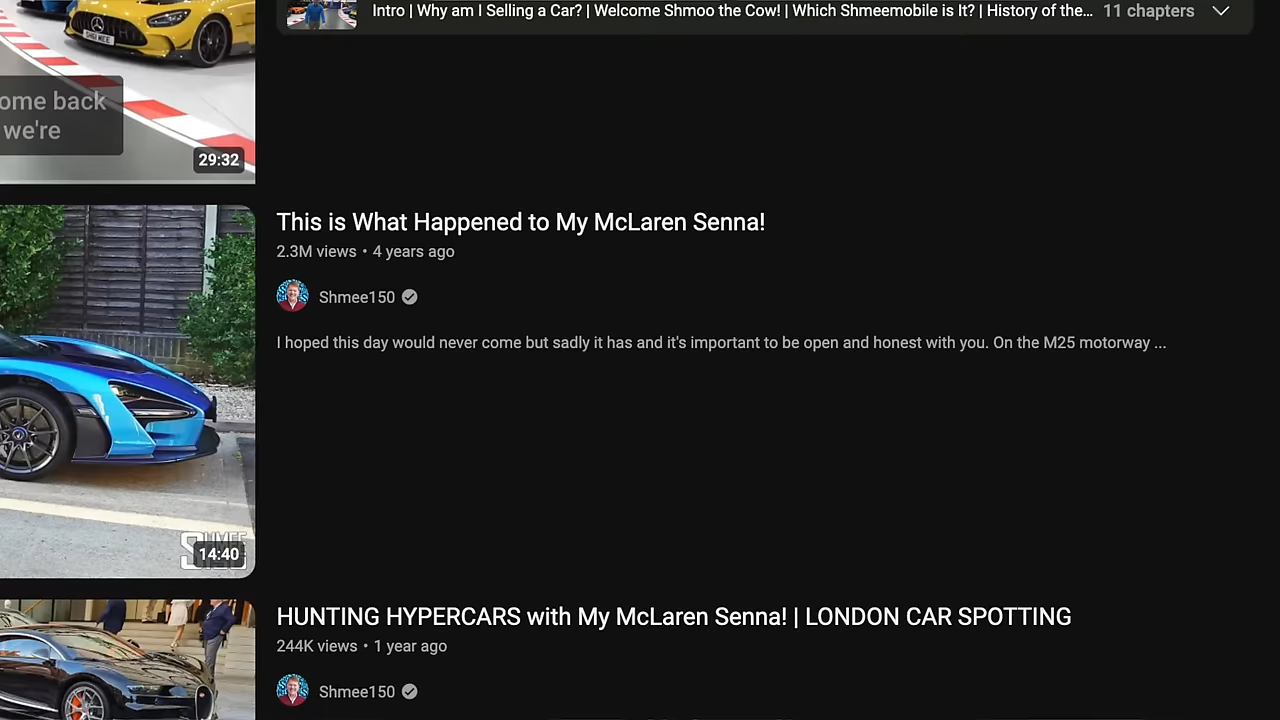 Intro | Why am I Selling a Car? | Welcome Shmoo the Cow! | Which Shmeemobile is It? | History of the... 11 chapters
ome back
we're
29:32
This is What Happened to My McLaren Senna!
2.3M views • 4 years ago
Shmee150
I hoped this day would never come but sadly it has and it's important to be open and honest with you. On the M25 motorway ...
14:40
HUNTING HYPERCARS with My McLaren Senna! | LONDON CAR SPOTTING
244K views • 1 year ago
Shmee150